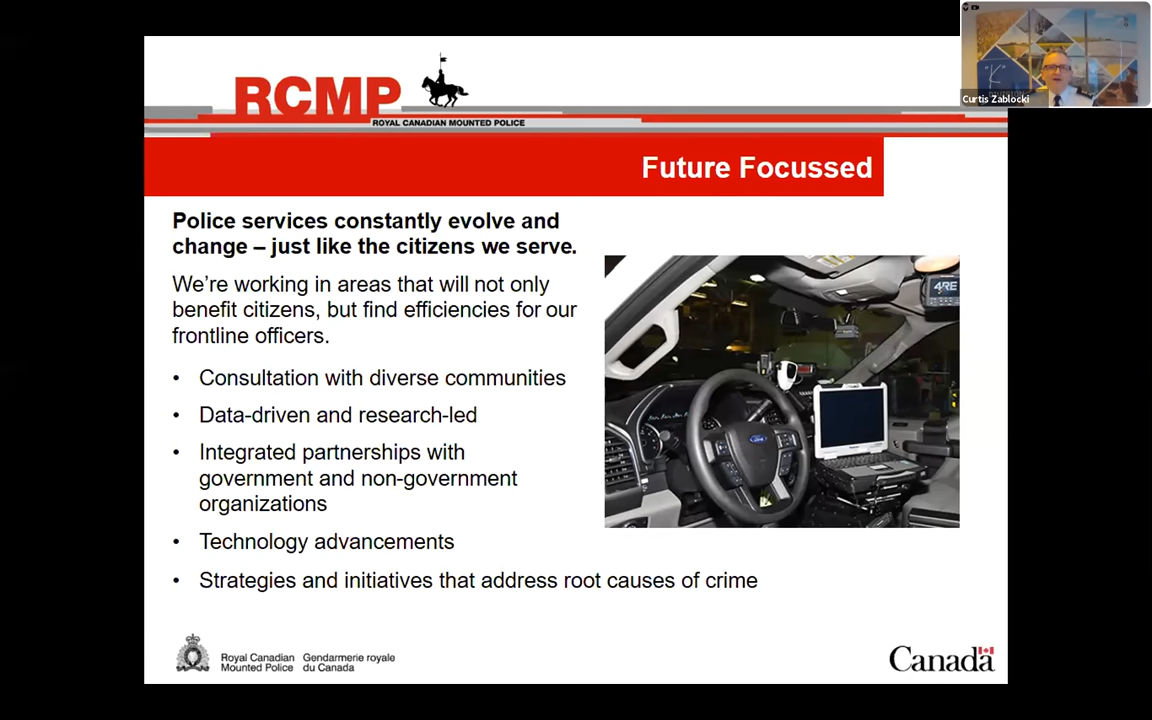 RCMP
ROYAL CANADIAN MOUNTED POLICE
"K"
Curtis Zablocki
Future Focussed
Police services constantly evolve and
change – just like the citizens we serve.
We're working in areas that will not only
benefit citizens, but find efficiencies for our
frontline officers.
• Consultation with diverse communities
• Data-driven and research-led
• Integrated partnerships with
government and non-government
organizations
• Technology advancements
• Strategies and initiatives that address root causes of crime
4RE
Ford
Royal Canadian Gendarmerie royale
Mounted Police du Canada
Canada